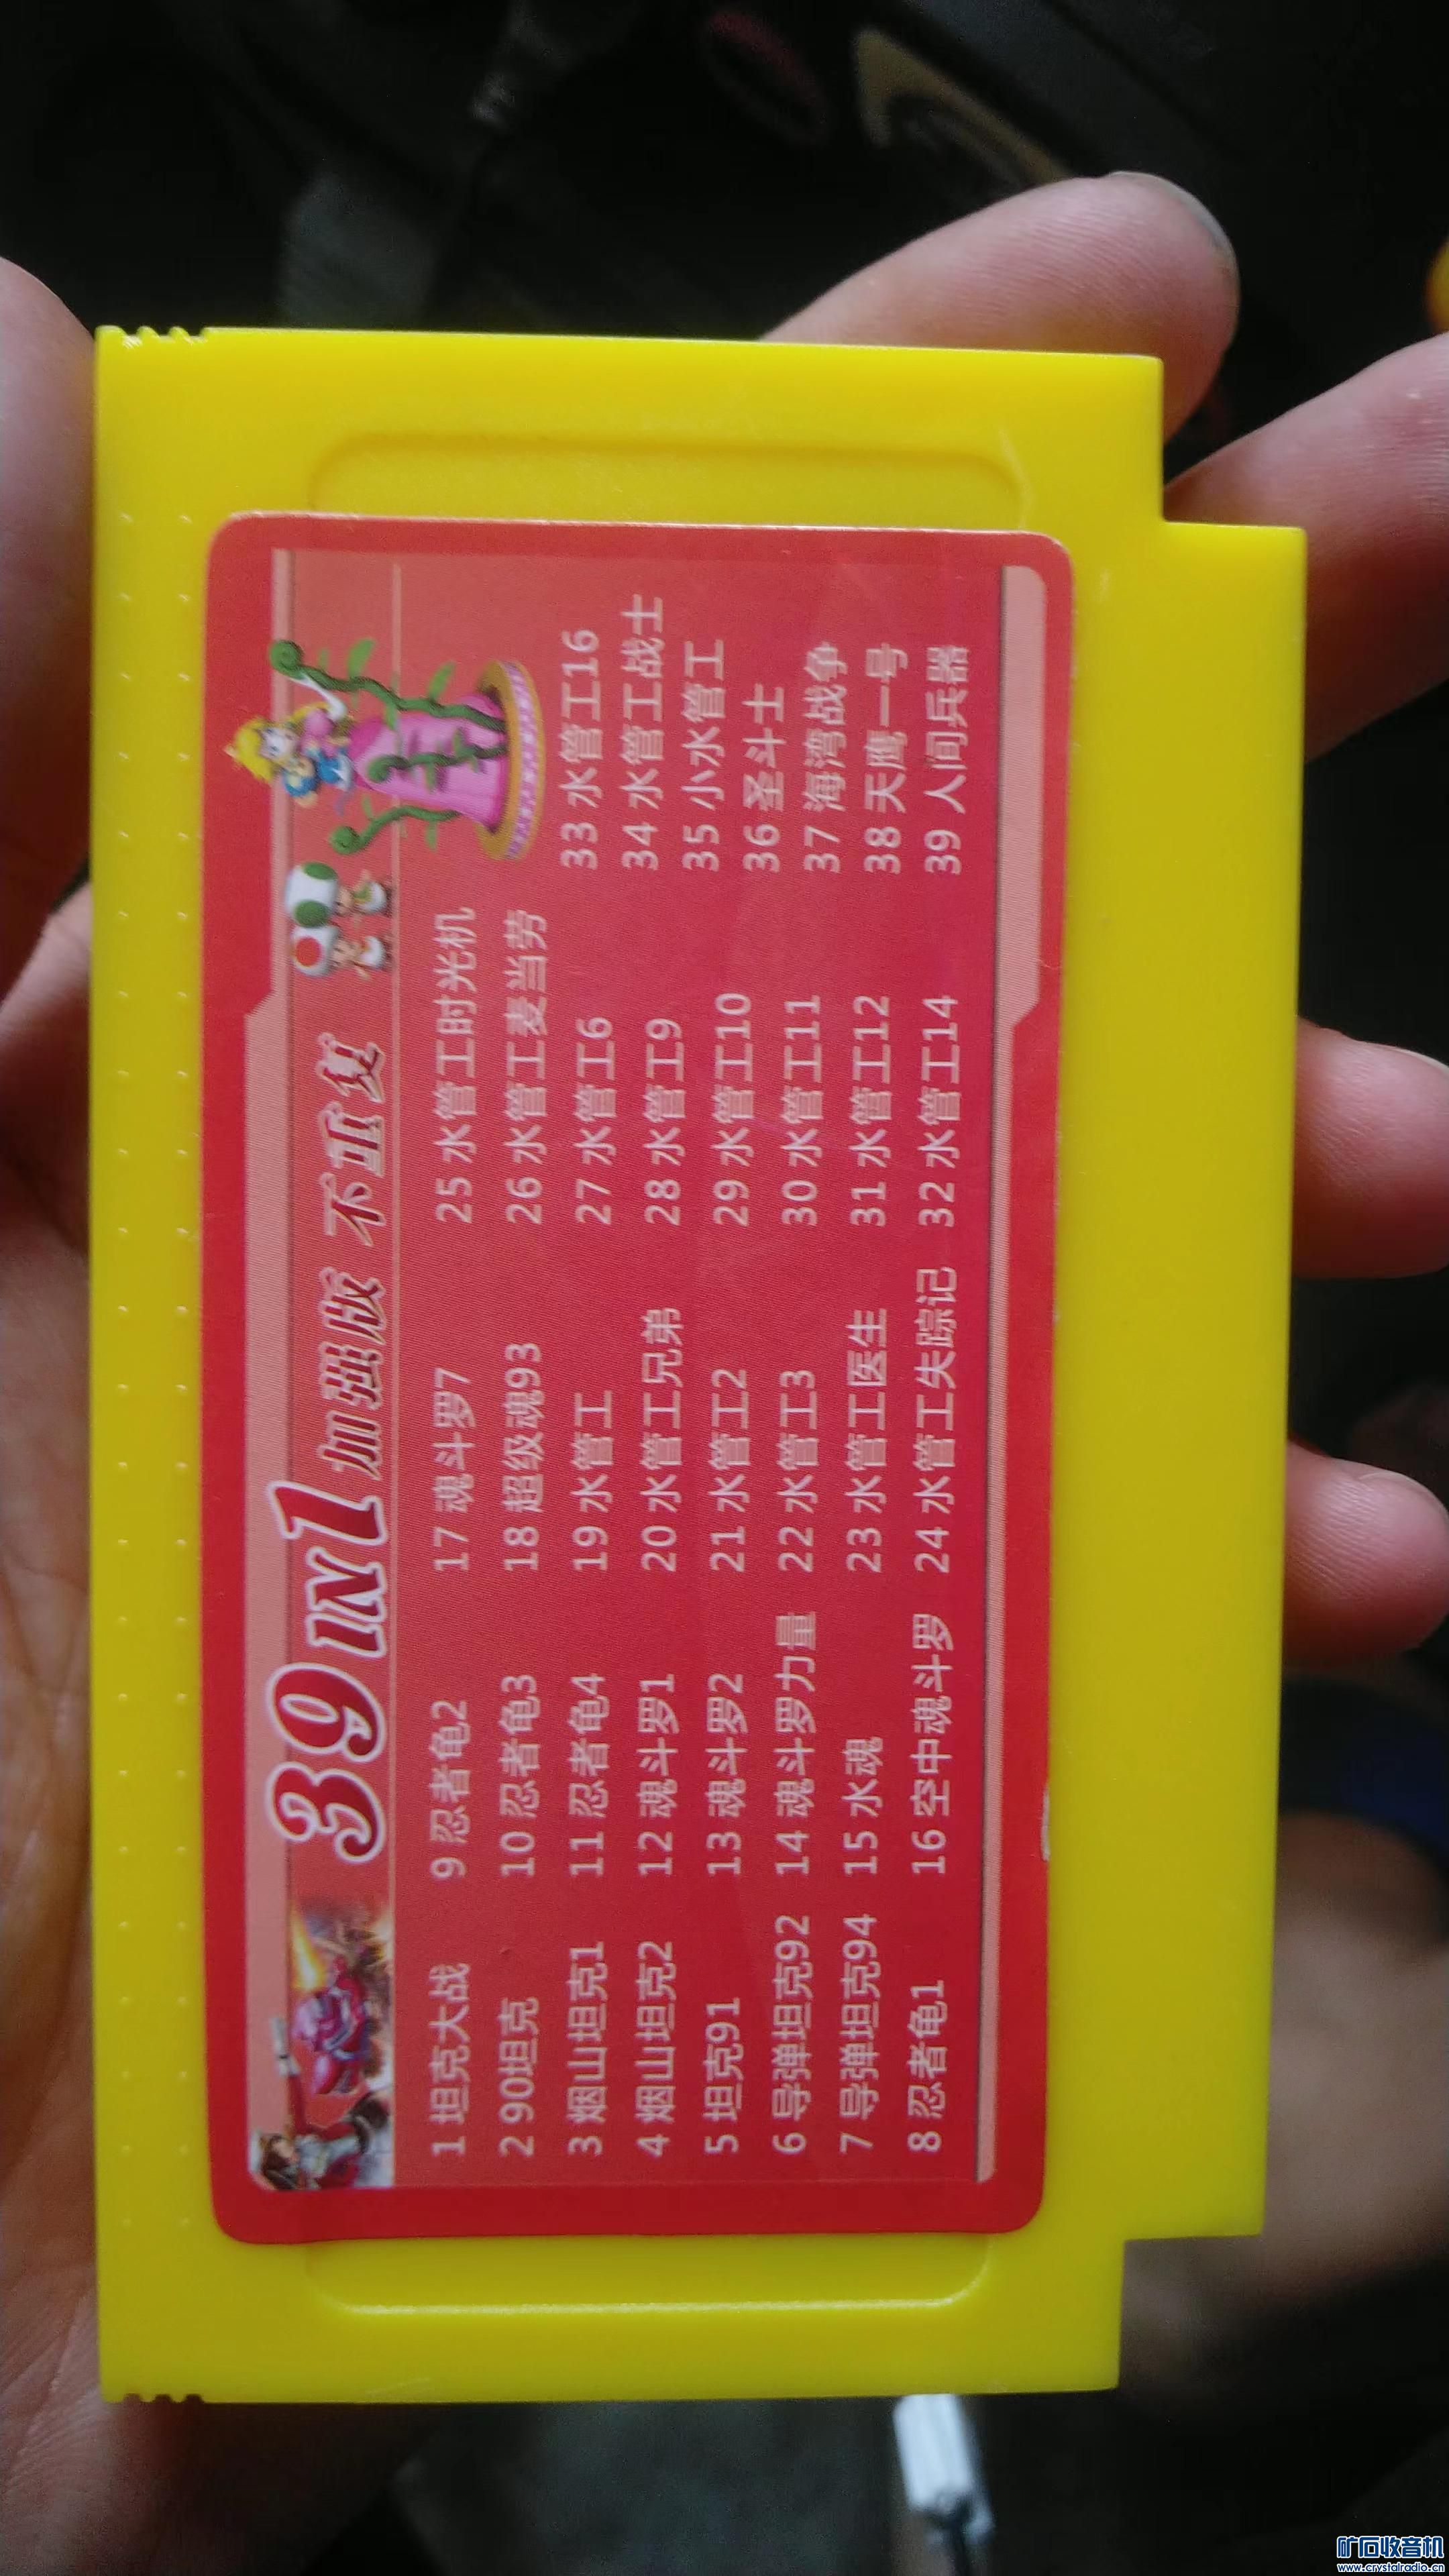 39 IN 1 加强版 不重复
1 坦克大战
2 90坦克
3 烟山坦克1
4 烟山坦克2
5 坦克91
6 导弹坦克92
7 导弹坦克94
8 忍者龟1
9 忍者龟2
10 忍者龟3
11 忍者龟4
12 魂斗罗1
13 魂斗罗2
14 魂斗罗力量
15 水魂
16 空中魂斗罗
17 魂斗罗7
18 超级魂93
19 水管工
20 水管工兄弟
21 水管工2
22 水管工3
23 水管工医生
24 水管工失踪记
25 水管工时光机
26 水管工麦当劳
27 水管工6
28 水管工9
29 水管工10
30 水管工11
31 水管工12
32 水管工14
33 水管工16
34 水管工战士
35 小水管工
36 圣斗士
37 海湾战争
38 天鹰一号
39 人间兵器
矿石收音机
www.crystalradio.cn